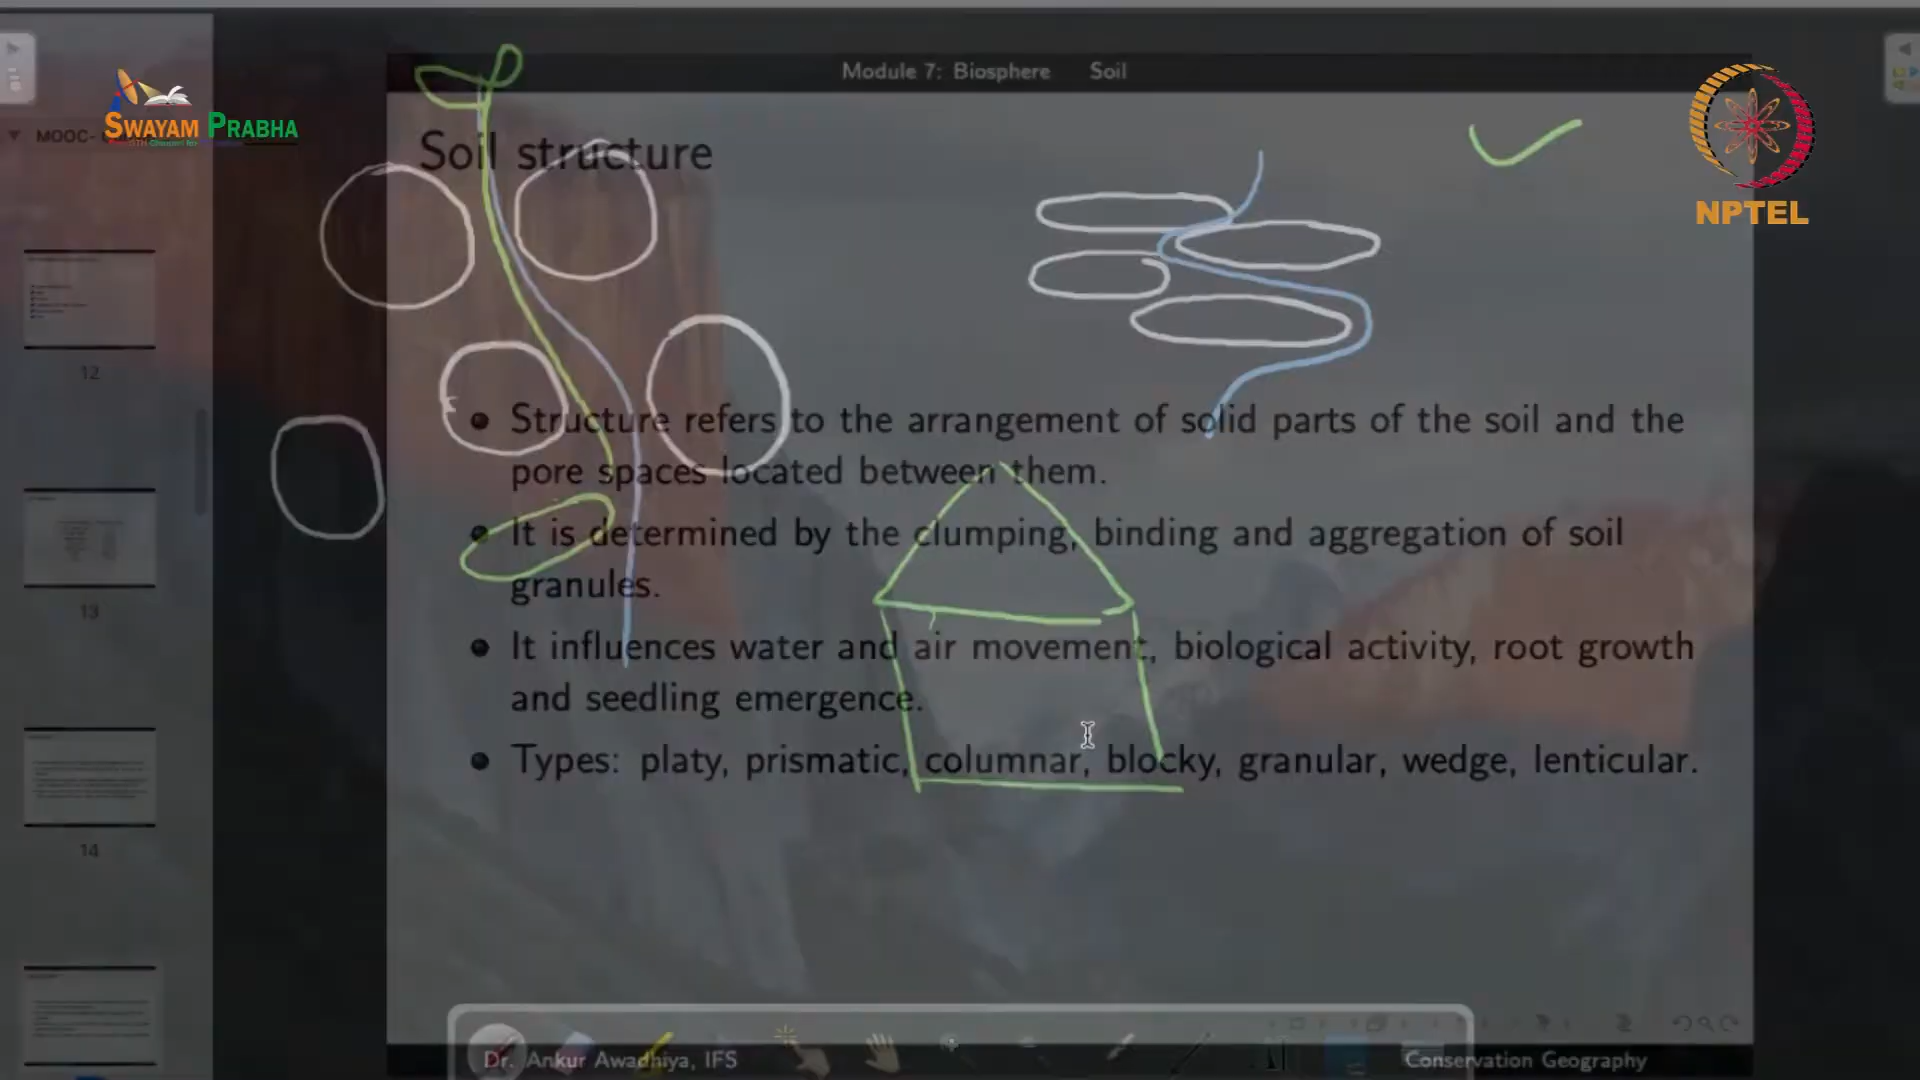 Module 7: Biosphere Soil
SWAYAM PRABHA
MOOC-
NPTEL
Soil structure
Structure refers to the arrangement of solid parts of the soil and the
pore spaces located between them.
It is determined by the clumping, binding and aggregation of soil
granules.
It influences water and air movement, biological activity, root growth
and seedling emergence.
Types: platy, prismatic, columnar, blocky, granular, wedge, lenticular.
12
13
14
Dr. Ankur Awadhiya, IFS
Conservation Geography